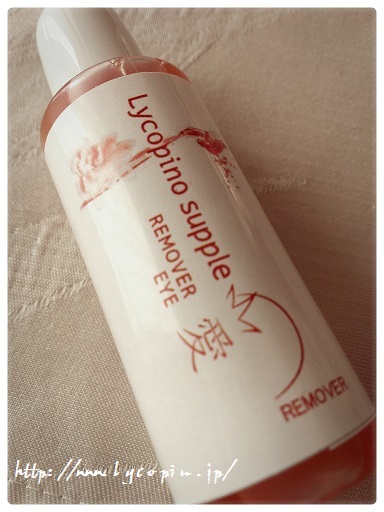 Lycopino supple
REMOVER
EYE
愛
REMOVER
http://www.lycopin.jp/